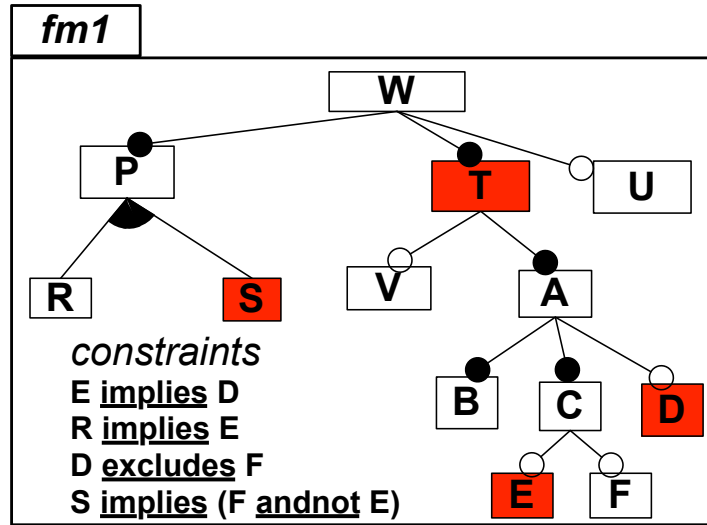 fm1
W
P
T
U
R
S
V
A
B
C
D
E
F
constraints
E implies D
R implies E
D excludes F
S implies (F andnot E)